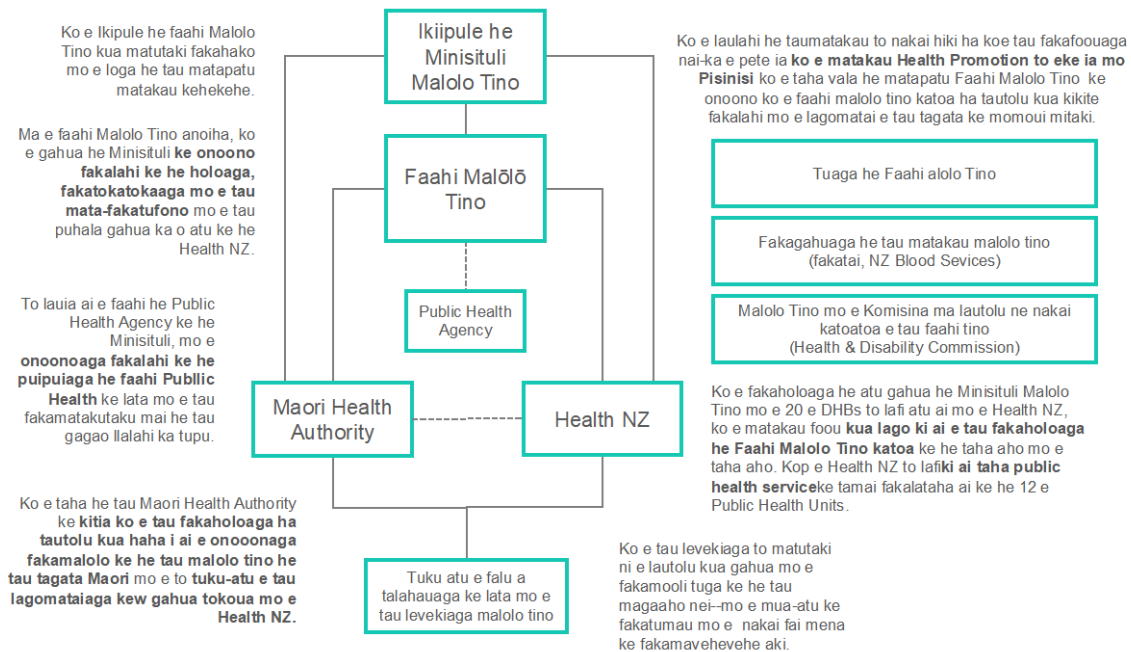 Ko e Ikipule he faahi Malolo
Tino kua matutaki fakahako
mo e loga he tau matapatu
matakau kehekehe.
Ikiipule he
Minisituli
Malolo Tino
Ko e laulahi he taumatakau to nakai hiki ha koe tau fakafoouaga
nai-ka e pete ia ko e matakau Health Promotion to eke ia mo
Pisinisi ko e taha vala he matapatu Faahi Malolo Tino ke
onoono ko e faahi malolo tino katoa ha tautolu kua kikite
fakalahi mo e lagomatai e tau tagata ke momoui mitaki.
Ma e faahi Malolo Tino anoiha, ko
e gahua he Minisituli ke onoono
fakalahi ke he holoaga,
fakatokatokaaga mo e tau
mata-fakatufono mo e tau
puhala gahua ka o atu ke he
Health NZ.
Faahi Malōlō
Tino
Tuaga he Faahi alolo Tino
Fakagahuaga he tau matakau malolo tino
(fakatai, NZ Blood Sevices)
Malolo Tino mo e Komisina ma lautolu ne nakai
katoatoa e tau faahi tino
(Health & Disability Commission)
To lauia ai e faahi he Public
Health Agency ke he
Minisituli, mo e
onoonoaga fakalahi ke he
puipuiaga he faahi Publlic
Health ke lata mo e tau
fakamatakutaku mai he tau
gagao llalahi ka tupu.
Public Health
Agency
Maori Health
Authority
Health NZ
Ko e fakaholoaga he atu gahua he Minisituli Malolo
Tino mo e 20 e DHBs to lafi atu ai mo e Health NZ,
ko e matakau foou kua lago ki ai e tau fakaholoaga
he Faahi Malolo Tino katoa ke he taha aho mo e
taha aho. Kop e Health NZ to lafiki ai taha public
health serviceke tamai fakalataha ai ke he 12 e
Public Health Units.
Ko e taha he tau Maori Health Authority
ke kitia ko e tau fakaholoaga ha
tautolu kua haha i ai e onooonaga
fakamalolo ke he tau malolo tino he
tau tagata Maori mo e to tuku-atu e tau
lagomataiaga kew gahua tokoua mo e
Health NZ.
Tuku atu e falu a
talahauaga ke lata mo e
tau levekiaga malolo tino
Ko e tau levekiaga to matutaki
ni e lautolu kua gahua mo e
fakamooli tuga ke he tau
magaaho nei--mo e mua-atu ke
fakatumau mo e nakai fai mena
ke fakamavehevehe aki.